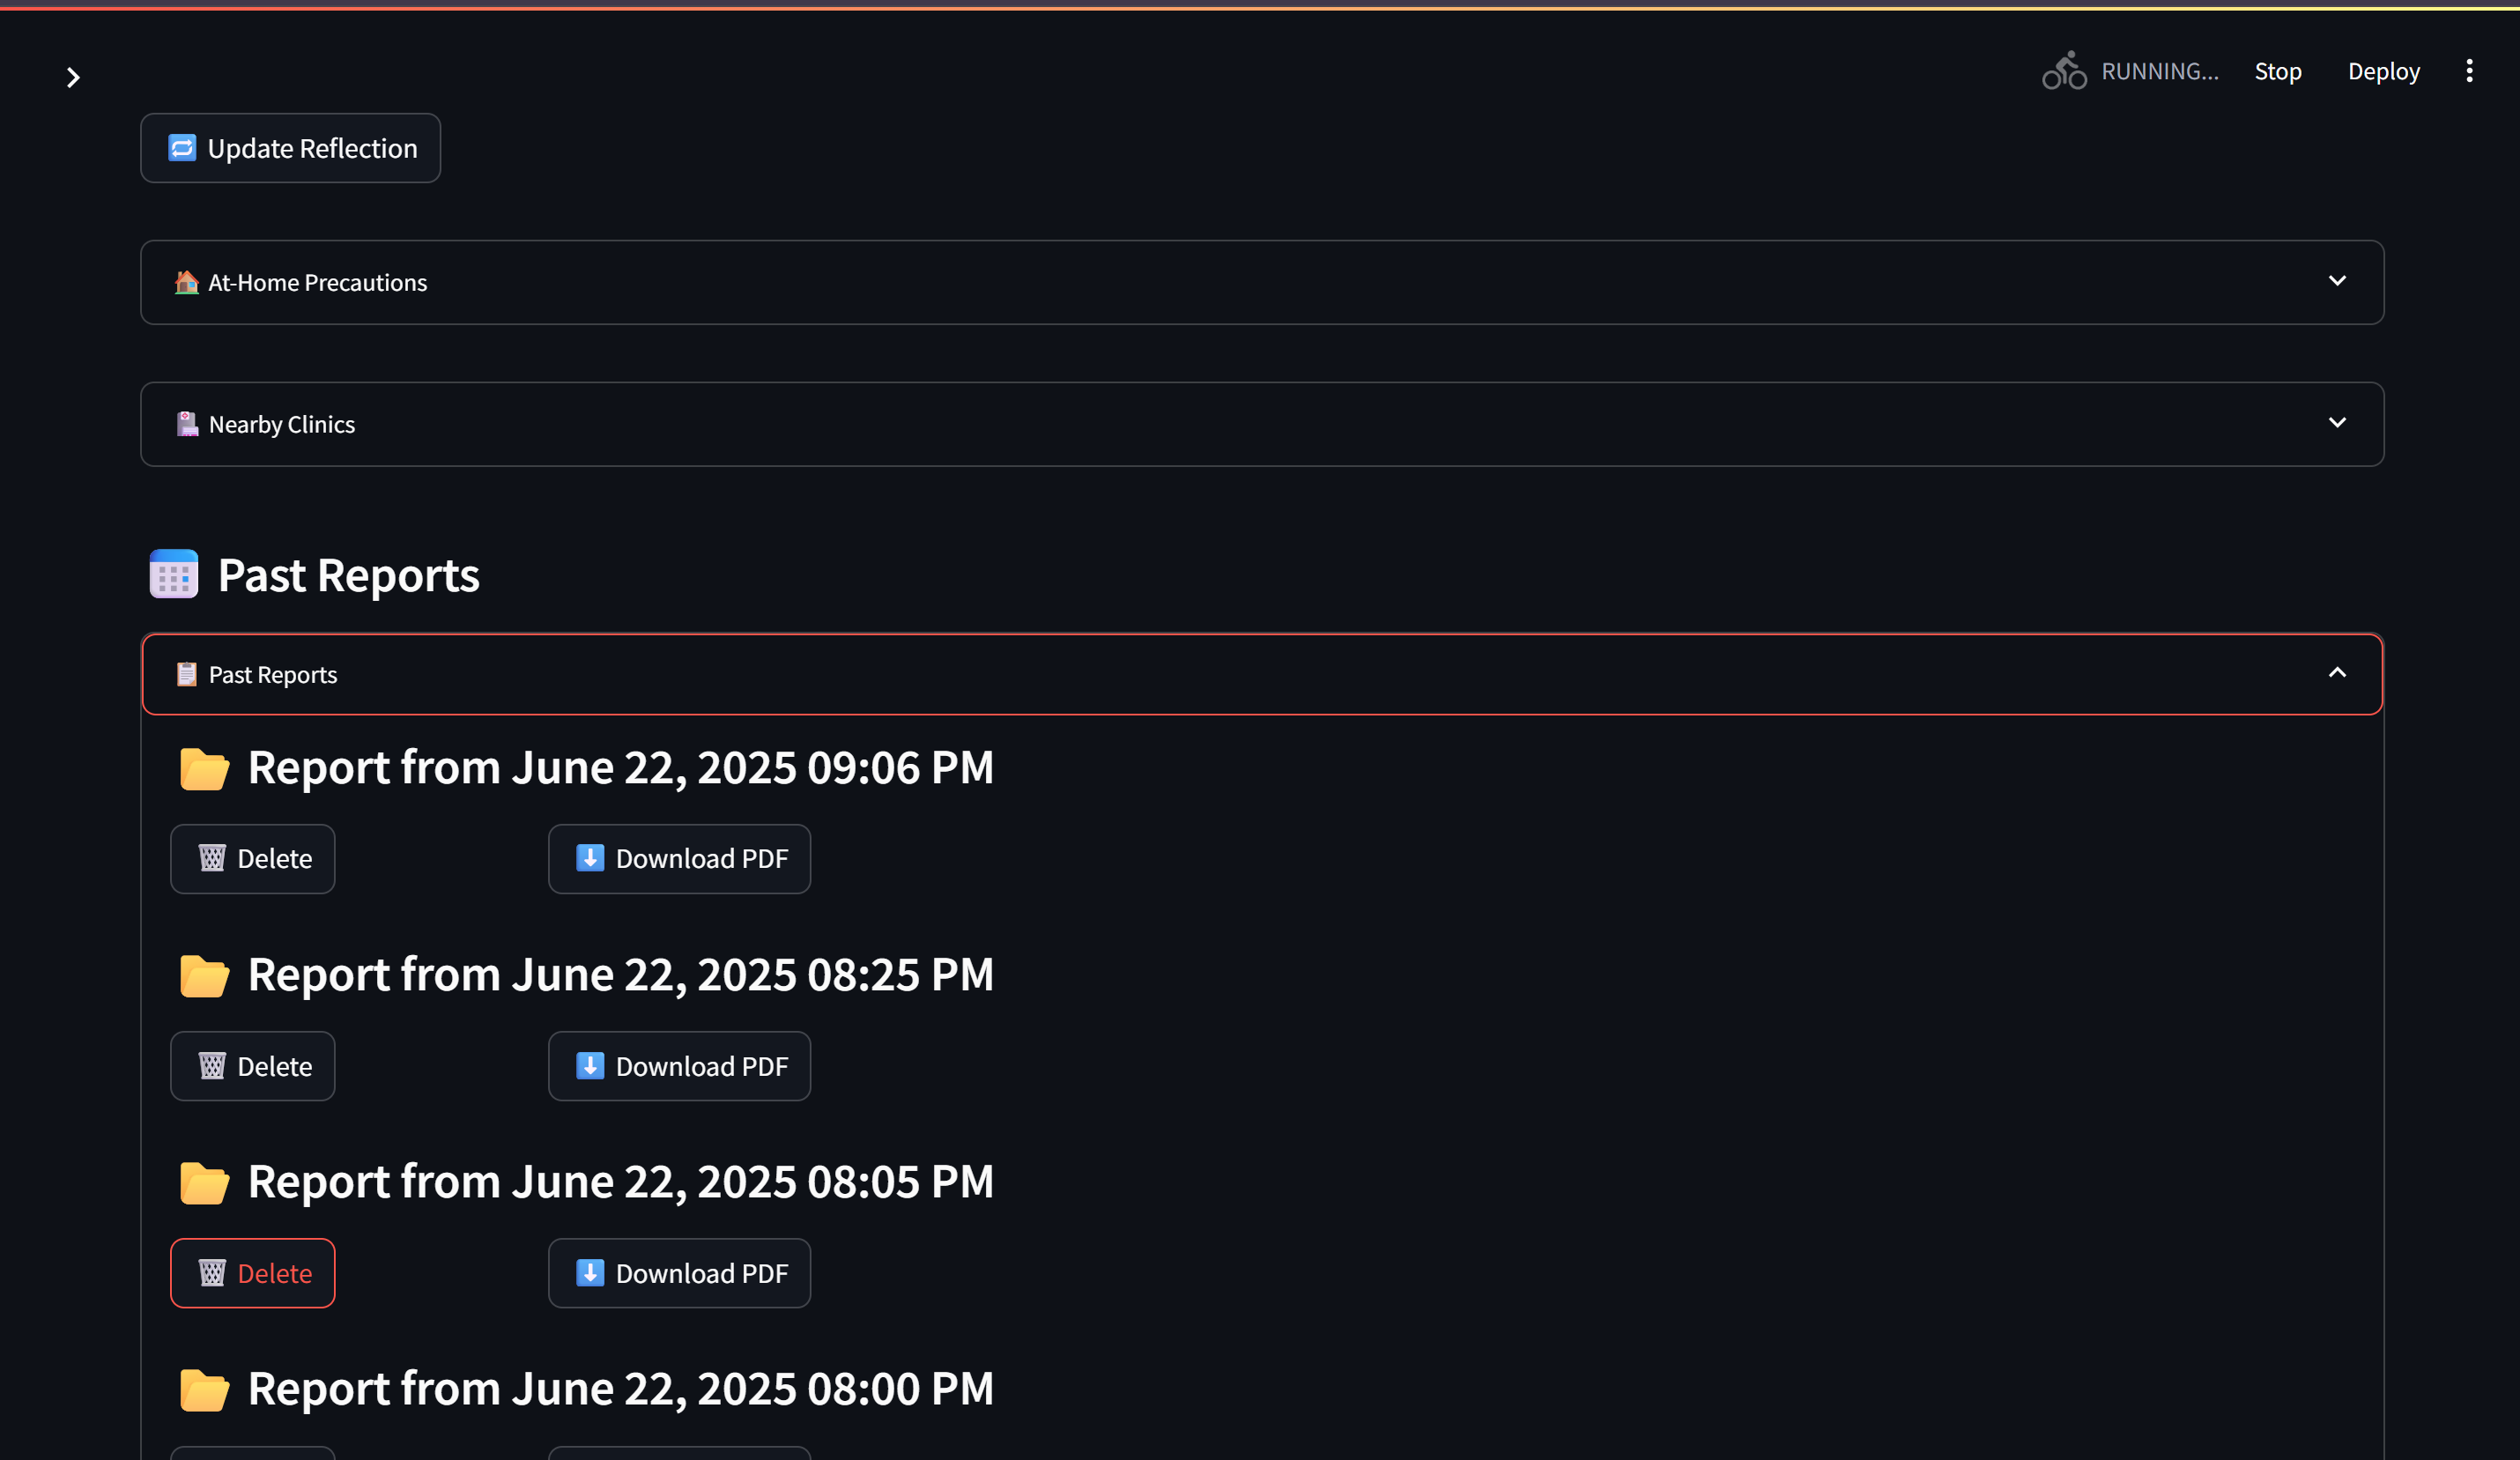 RUNNING...
Stop
Deploy
Update Reflection
At-Home Precautions
Nearby Clinics
Past Reports
Past Reports
Report from June 22, 2025 09:06 PM
Delete
Download PDF
Report from June 22, 2025 08:25 PM
Delete
Download PDF
Report from June 22, 2025 08:05 PM
Delete
Download PDF
Report from June 22, 2025 08:00 PM